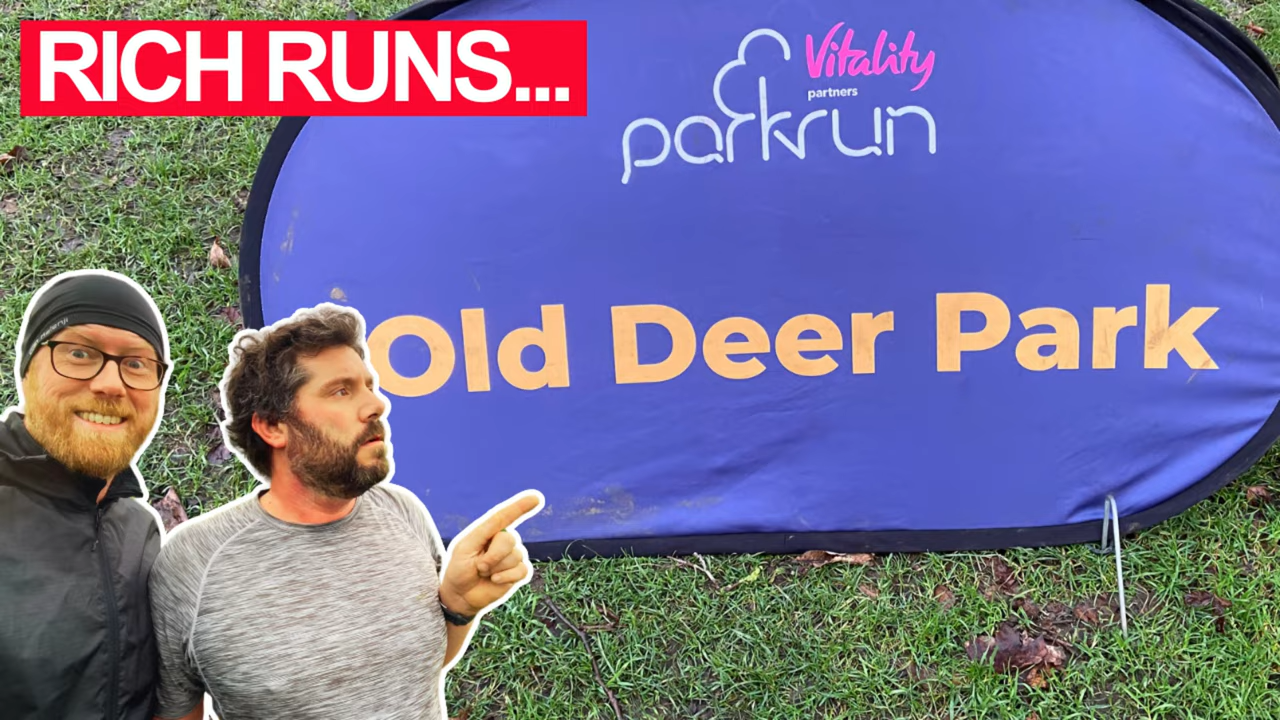 RICH RUNS...
Vitality
partners
parkrun
Old Deer Park